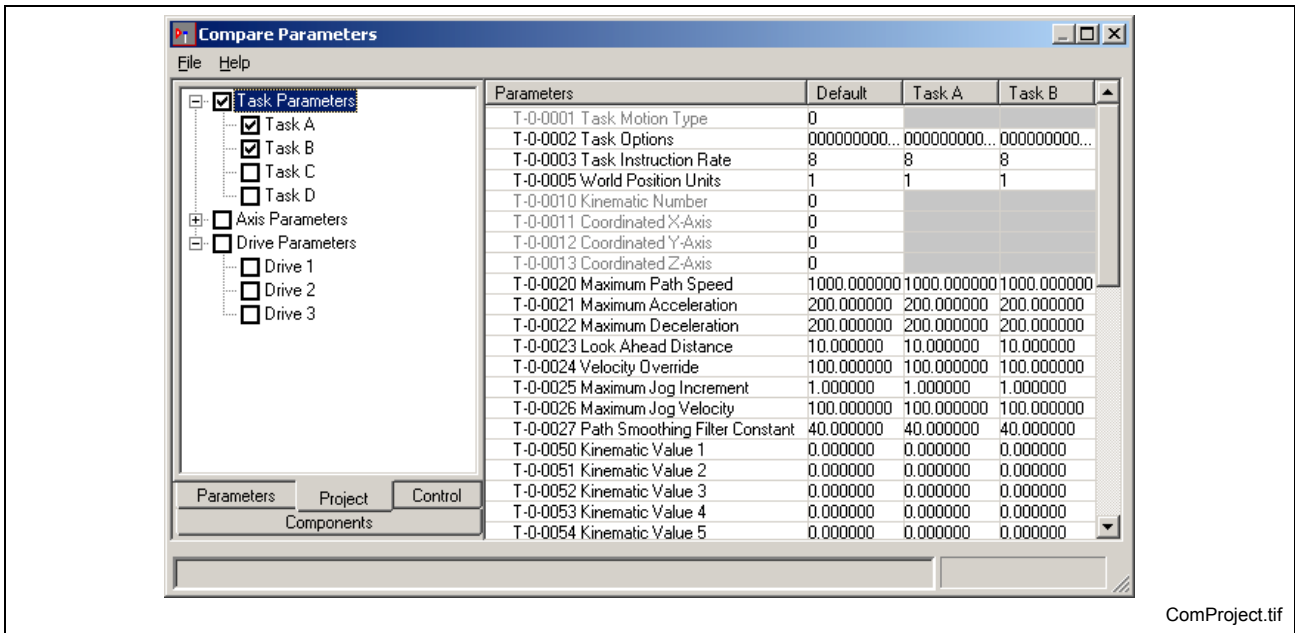 Compare Parameters
File Help
Task Parameters
Task A
Task B
Task C
Task D
Axis Parameters
Drive Parameters
Drive 1
Drive 2
Drive 3
Parameters Project Control
Components
Parameters Default Task A Task B
T-0-0001 Task Motion Type 0
T-0-0002 Task Options 000000000... 000000000... 000000000...
T-0-0003 Task Instruction Rate 8 8 8
T-0-0005 World Position Units 1 1 1
T-0-0010 Kinematic Number 0
T-0-0011 Coordinated X-Axis 0
T-0-0012 Coordinated Y-Axis 0
T-0-0013 Coordinated Z-Axis 0
T-0-0020 Maximum Path Speed 1000.000000 1000.000000 1000.000000
T-0-0021 Maximum Acceleration 200.000000 200.000000 200.000000
T-0-0022 Maximum Deceleration 200.000000 200.000000 200.000000
T-0-0023 Look Ahead Distance 10.000000 10.000000 10.000000
T-0-0024 Velocity Override 100.000000 100.000000 100.000000
T-0-0025 Maximum Jog Increment 1.000000 1.000000 1.000000
T-0-0026 Maximum Jog Velocity 100.000000 100.000000 100.000000
T-0-0027 Path Smoothing Filter Constant 40.000000 40.000000 40.000000
T-0-0050 Kinematic Value 1 0.000000 0.000000 0.000000
T-0-0051 Kinematic Value 2 0.000000 0.000000 0.000000
T-0-0052 Kinematic Value 3 0.000000 0.000000 0.000000
T-0-0053 Kinematic Value 4 0.000000 0.000000 0.000000
T-0-0054 Kinematic Value 5 0.000000 0.000000 0.000000
ComProject.tif